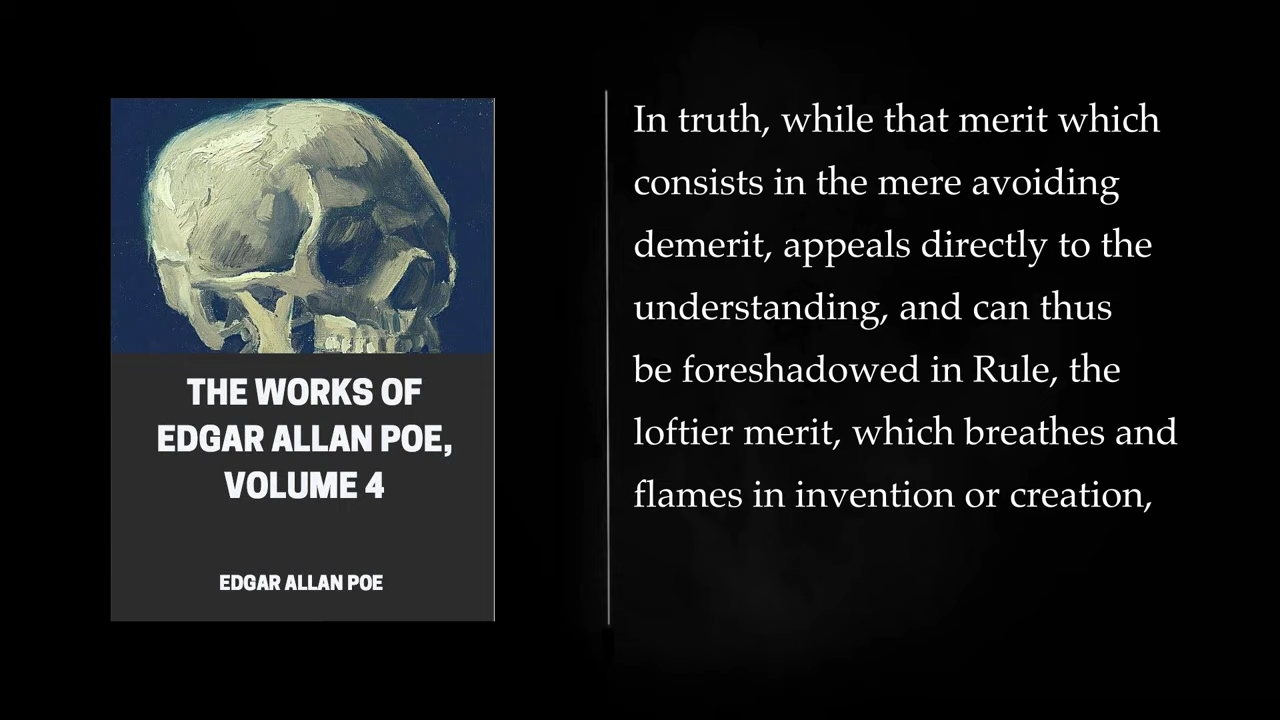 THE WORKS OF
EDGAR ALLAN POE,
VOLUME 4
EDGAR ALLAN POE
In truth, while that merit which
consists in the mere avoiding
demerit, appeals directly to the
understanding, and can thus
be foreshadowed in Rule, the
loftier merit, which breathes and
flames in invention or creation,